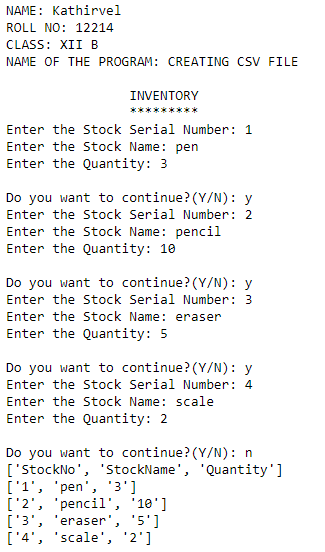 NAME: Kathirvel
ROLL NO: 12214
CLASS: XII B
NAME OF THE PROGRAM: CREATING CSV FILE
INVENTORY
*********
Enter the Stock Serial Number: 1
Enter the Stock Name: pen
Enter the Quantity: 3
Do you want to continue?(Y/N): y
Enter the Stock Serial Number: 2
Enter the Stock Name: pencil
Enter the Quantity: 10
Do you want to continue?(Y/N): y
Enter the Stock Serial Number: 3
Enter the Stock Name: eraser
Enter the Quantity: 5
Do you want to continue?(Y/N): y
Enter the Stock Serial Number: 4
Enter the Stock Name: scale
Enter the Quantity: 2
Do you want to continue?(Y/N): n
['StockNo', 'StockName', 'Quantity']
['1', 'pen', '3']
['2', 'pencil', '10']
['3', 'eraser', '5']
['4', 'scale', '2']